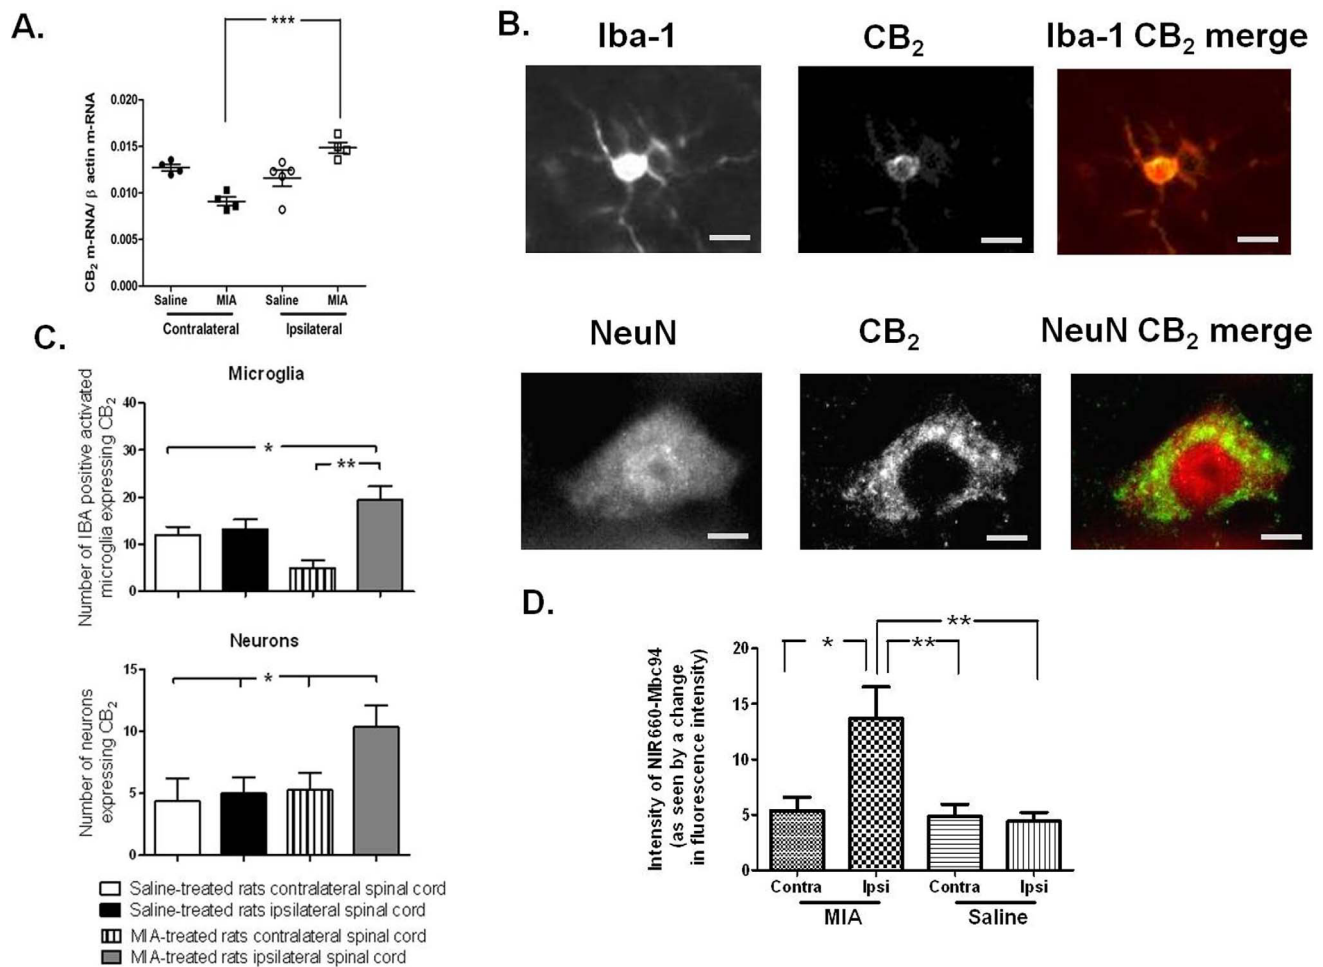 A.
***
CB2 m-RNA/ β actin m-RNA
0.020
0.015
0.010
0.005
0.000
Saline MIA Saline MIA
Contralateral Ipsilateral
B.
Iba-1 CB2 Iba-1 CB2 merge
NeuN CB2 NeuN CB2 merge
C.
Microglia
Number of IBA positive activated
microglia expressing CB2
40
30
20
10
0
*
**
Neurons
Number of neurons
expressing CB2
15
10
5
0
*
Saline-treated rats contralateral spinal cord
Saline-treated rats ipsilateral spinal cord
MIA-treated rats contralateral spinal cord
MIA-treated rats ipsilateral spinal cord
D.
Intensity of NIR660-Mbc94
(as seen by a change
in fluorescence intensity)
20
15
10
5
0
**
* **
Contra Ipsi Contra Ipsi
MIA Saline